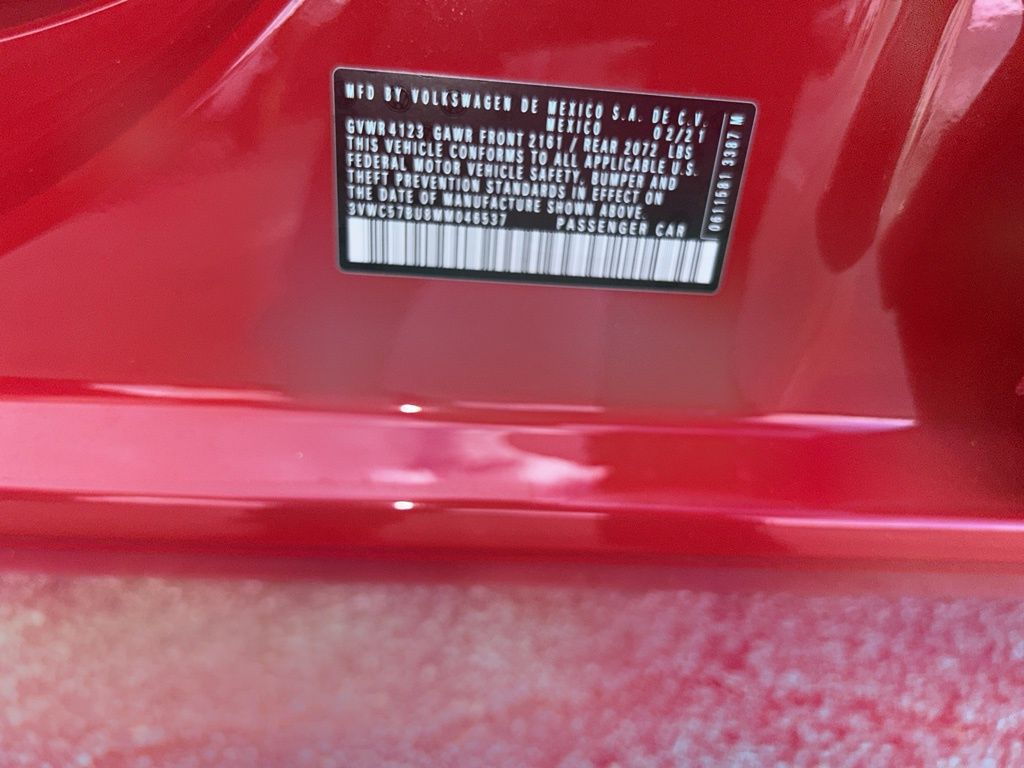 MFD BY VOLKSWAGEN DE MEXICO S.A. DE C.V.
MEXICO 02/21
GVWR 4123 GAWR FRONT 2161 / REAR 2072 LBS
THIS VEHICLE CONFORMS TO ALL APPLICABLE U.S.
FEDERAL MOTOR VEHICLE SAFETY, BUMPER AND
THEFT PREVENTION STANDARDS IN EFFECT ON
THE DATE OF MANUFACTURE SHOWN ABOVE.
3VWC57BU8MM046537 PASSENGER CAR
0611581 3387 M